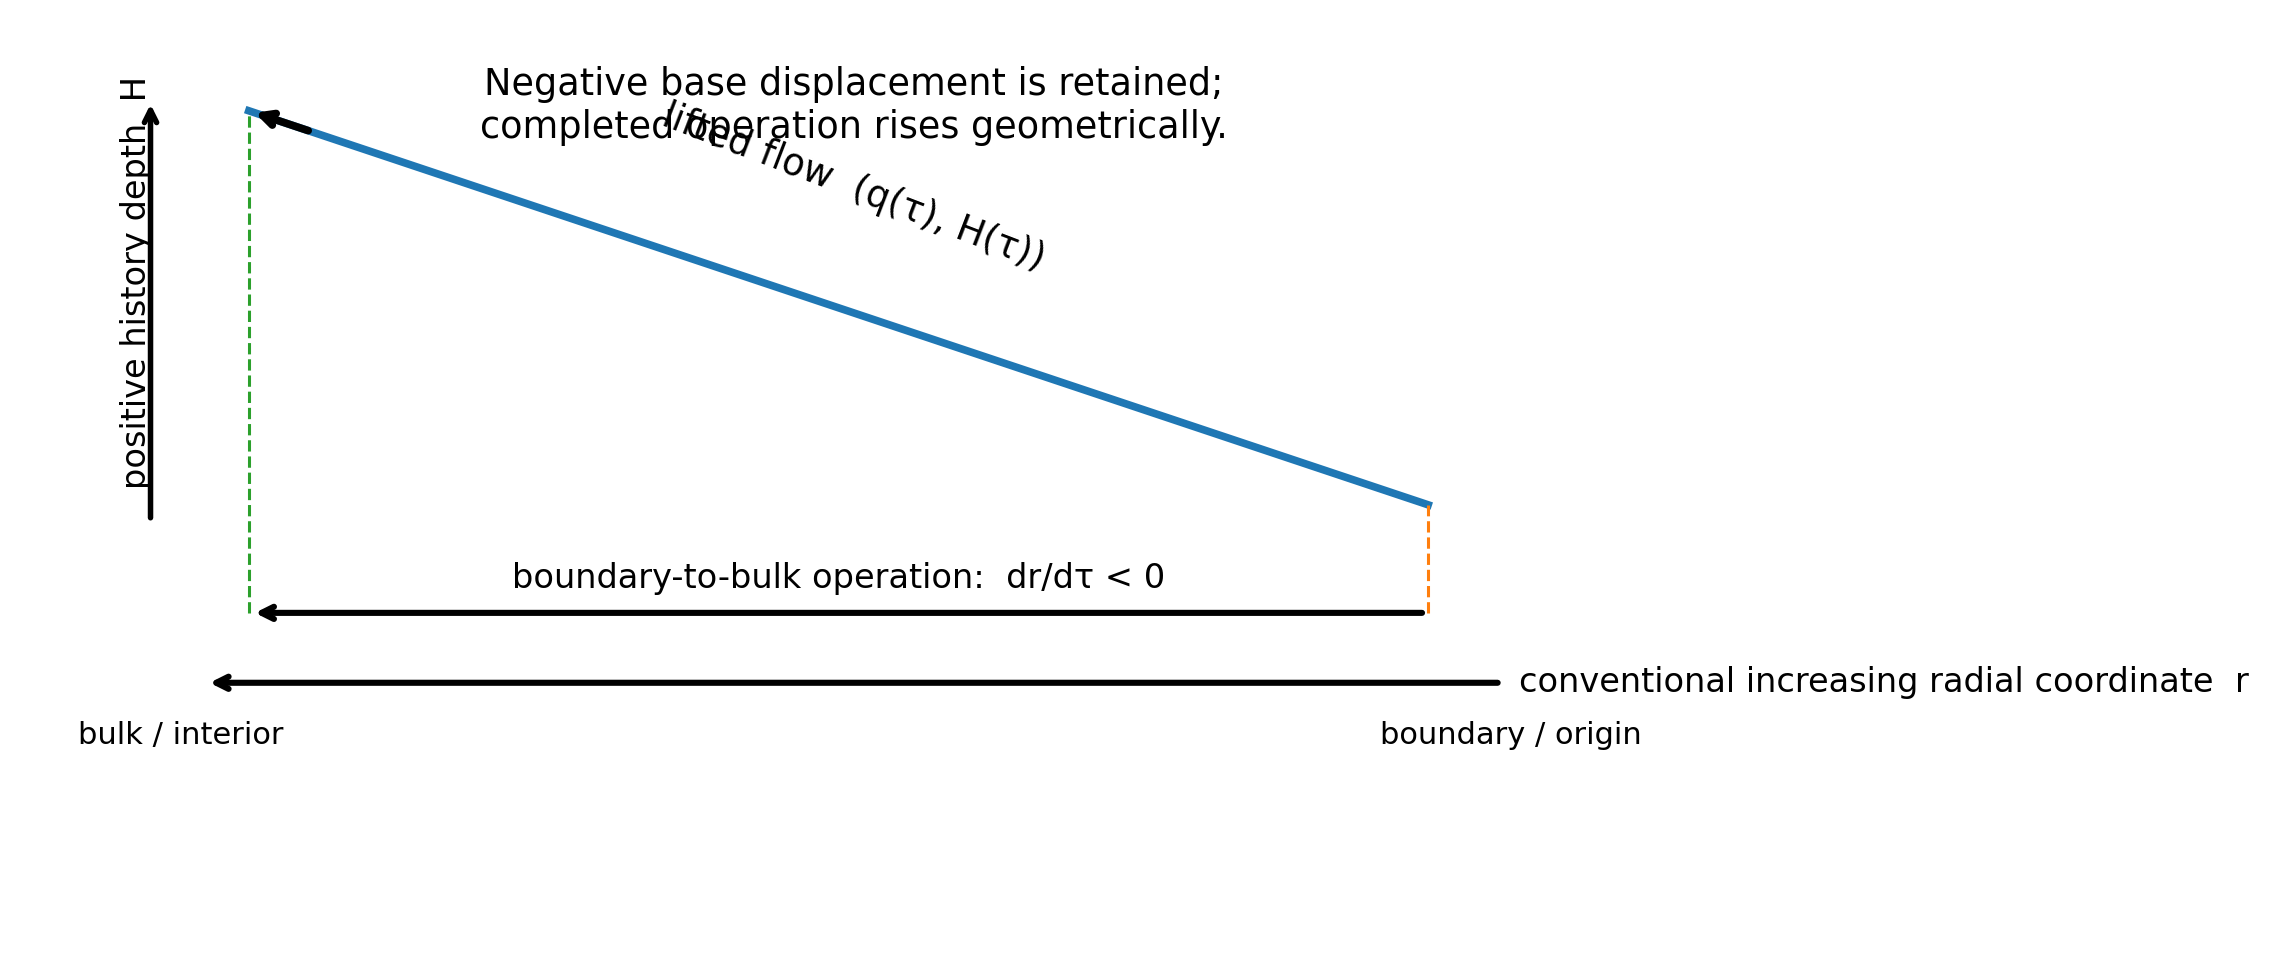 Negative base displacement is retained;
completed operation rises geometrically.
lifted flow (q(τ), H(τ))
positive history depth H
boundary-to-bulk operation: dr/dτ < 0
conventional increasing radial coordinate r
bulk / interior
boundary / origin